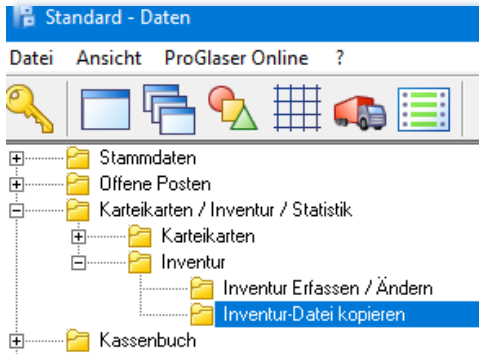 Standard - Daten
Datei Ansicht ProGlaser Online ?
Stammdaten
Offene Posten
Karteikarten / Inventur / Statistik
Karteikarten
Inventur
Inventur Erfassen / Ändern
Inventur-Datei kopieren
Kassenbuch